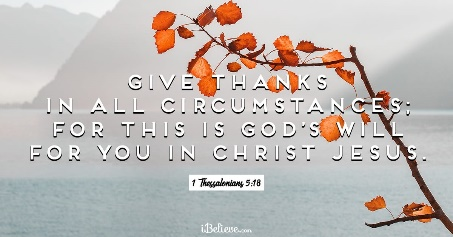 GIVE THANKS
IN ALL CIRCUMSTANCES;
FOR THIS IS GOD'S WILL
FOR YOU IN CHRIST JESUS.
1 Thessalonians 5:18
iBelieve.com